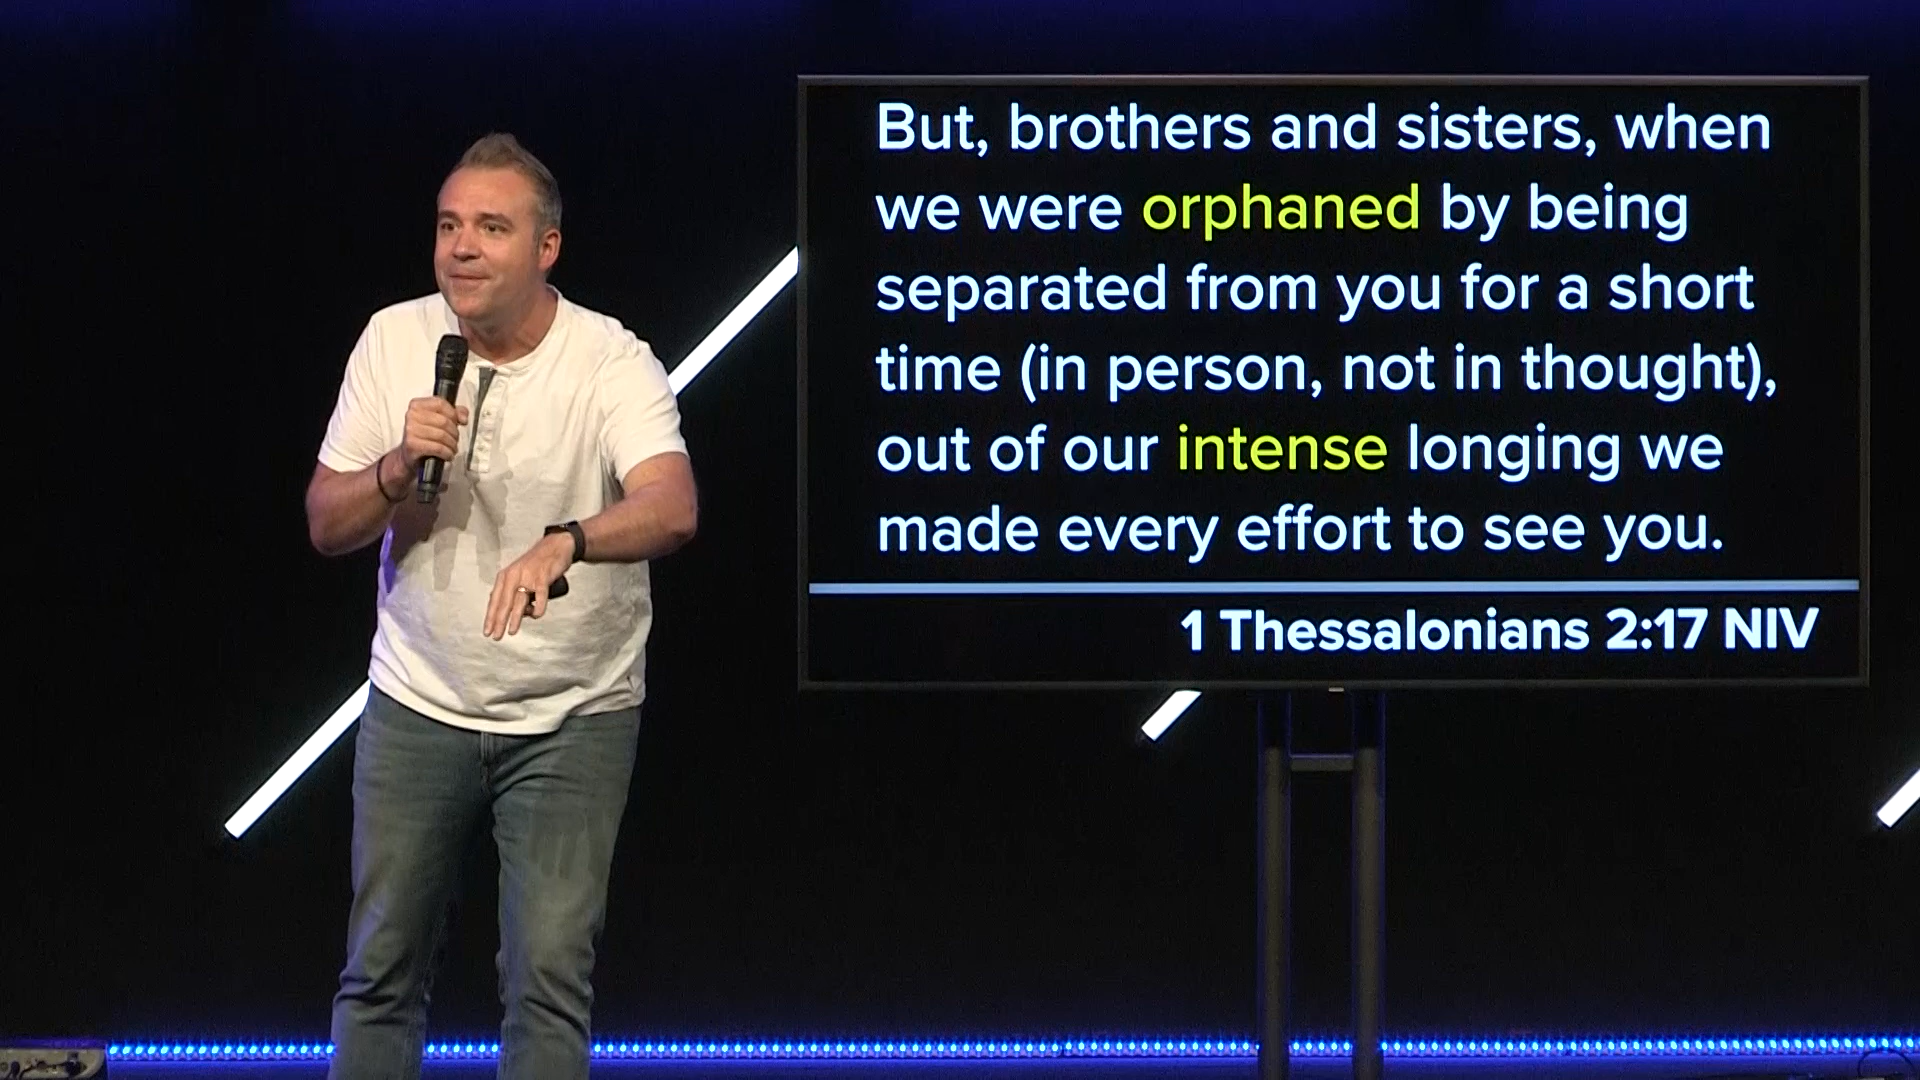 But, brothers and sisters, when
we were orphaned by being
separated from you for a short
time (in person, not in thought),
out of our intense longing we
made every effort to see you.
1 Thessalonians 2:17 NIV